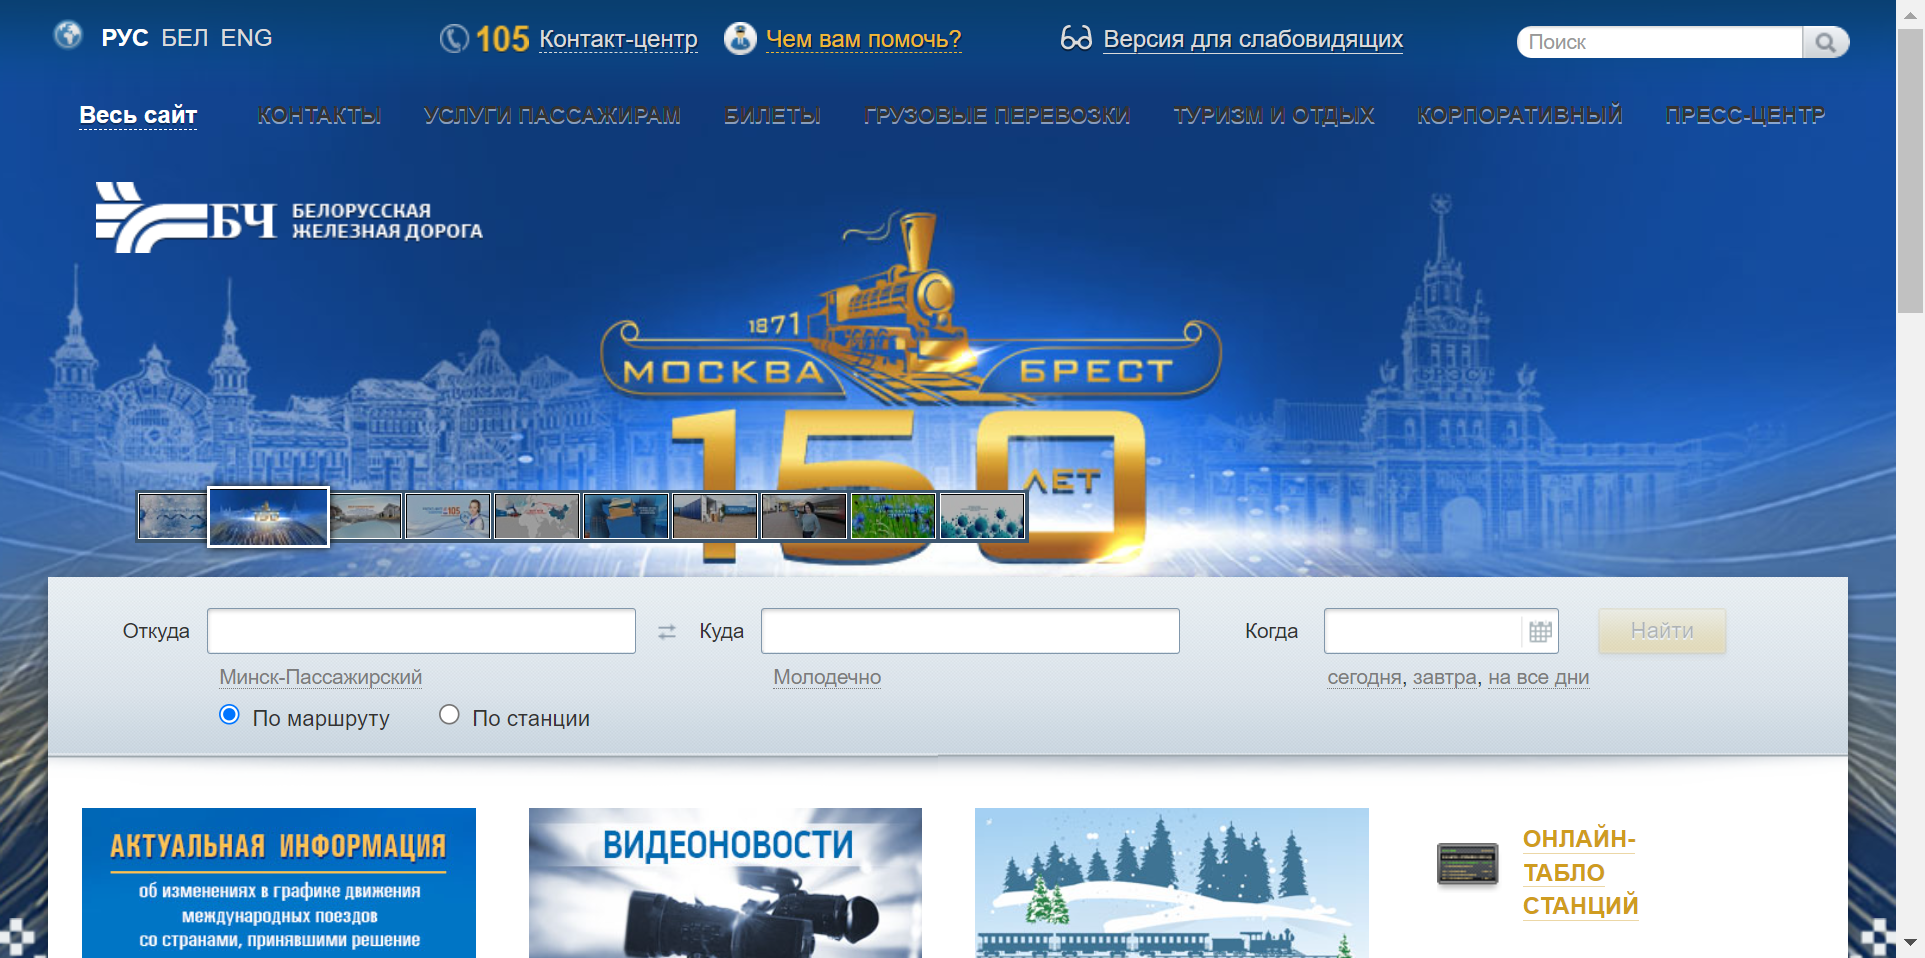 РУС БЕЛ ENG
105 Контакт-центр
Чем вам помочь?
Версия для слабовидящих
Поиск
Весь сайт
КОНТАКТЫ
УСЛУГИ ПАССАЖИРАМ
БИЛЕТЫ
ГРУЗОВЫЕ ПЕРЕВОЗКИ
ТУРИЗМ И ОТДЫХ
КОРПОРАТИВНЫЙ
ПРЕСС-ЦЕНТР
БЧ
БЕЛОРУССКАЯ
ЖЕЛЕЗНАЯ ДОРОГА
1871
МОСКВА БРЕСТ
БРЭСТ
150 ЛЕТ
Откуда
Куда
Когда
Найти
Минск-Пассажирский
Молодечно
сегодня, завтра, на все дни
По маршруту
По станции
АКТУАЛЬНАЯ ИНФОРМАЦИЯ
об изменениях в графике движения
международных поездов
со странами, принявшими решение
ВИДЕОНОВОСТИ
ОНЛАЙН-
ТАБЛО
СТАНЦИЙ